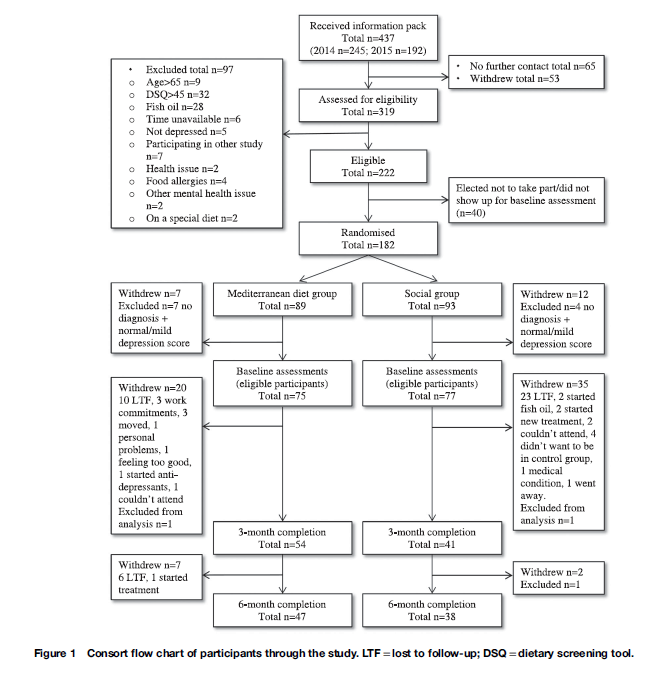 Received information pack
Total n=437
(2014 n=245; 2015 n=192)
• No further contact total n=65
• Withdrew total n=53
• Excluded total n=97
o Age>65 n=9
o DSQ>45 n=32
o Fish oil n=28
o Time unavailable n=6
o Not depressed n=5
o Participating in other study
n=7
o Health issue n=2
o Food allergies n=4
o Other mental health issue
n=2
o On a special diet n=2
Assessed for eligibility
Total n=319
Eligible
Total n=222
Elected not to take part/did not
show up for baseline assessment
(n=40)
Randomised
Total n=182
Withdrew n=7
Excluded n=7 no
diagnosis +
normal/mild
depression score
Mediterranean diet group
Total n=89
Social group
Total n=93
Withdrew n=12
Excluded n=4 no
diagnosis +
normal/mild
depression score
Baseline assessments
(eligible participants)
Total n=75
Baseline assessments
(eligible participants)
Total n=77
Withdrew n=20
10 LTF, 3 work
commitments, 3
moved, 1
personal
problems, 1
feeling too good,
1 started anti-
depressants, 1
couldn't attend
Excluded from
analysis n=1
Withdrew n=35
23 LTF, 2 started
fish oil, 2 started
new treatment, 2
couldn't attend, 4
didn't want to be
in control group,
1 medical
condition, 1 went
away.
Excluded from
analysis n=1
3-month completion
Total n=54
3-month completion
Total n=41
Withdrew n=7
6 LTF, 1 started
treatment
Withdrew n=2
Excluded n=1
6-month completion
Total n=47
6-month completion
Total n=38
Figure 1 Consort flow chart of participants through the study. LTF = lost to follow-up; DSQ = dietary screening tool.